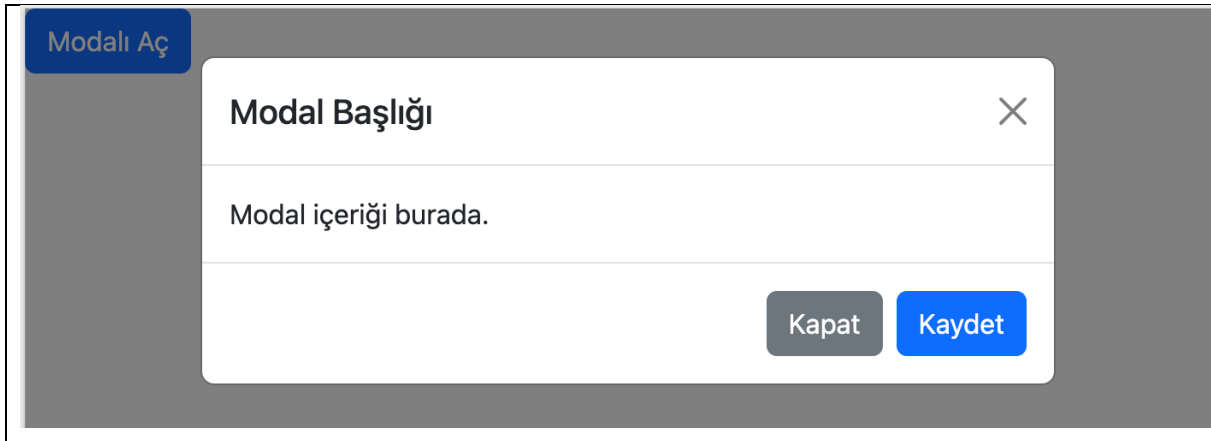 Modalı Aç
Modal Başlığı
Modal içeriği burada.
Kapat Kaydet